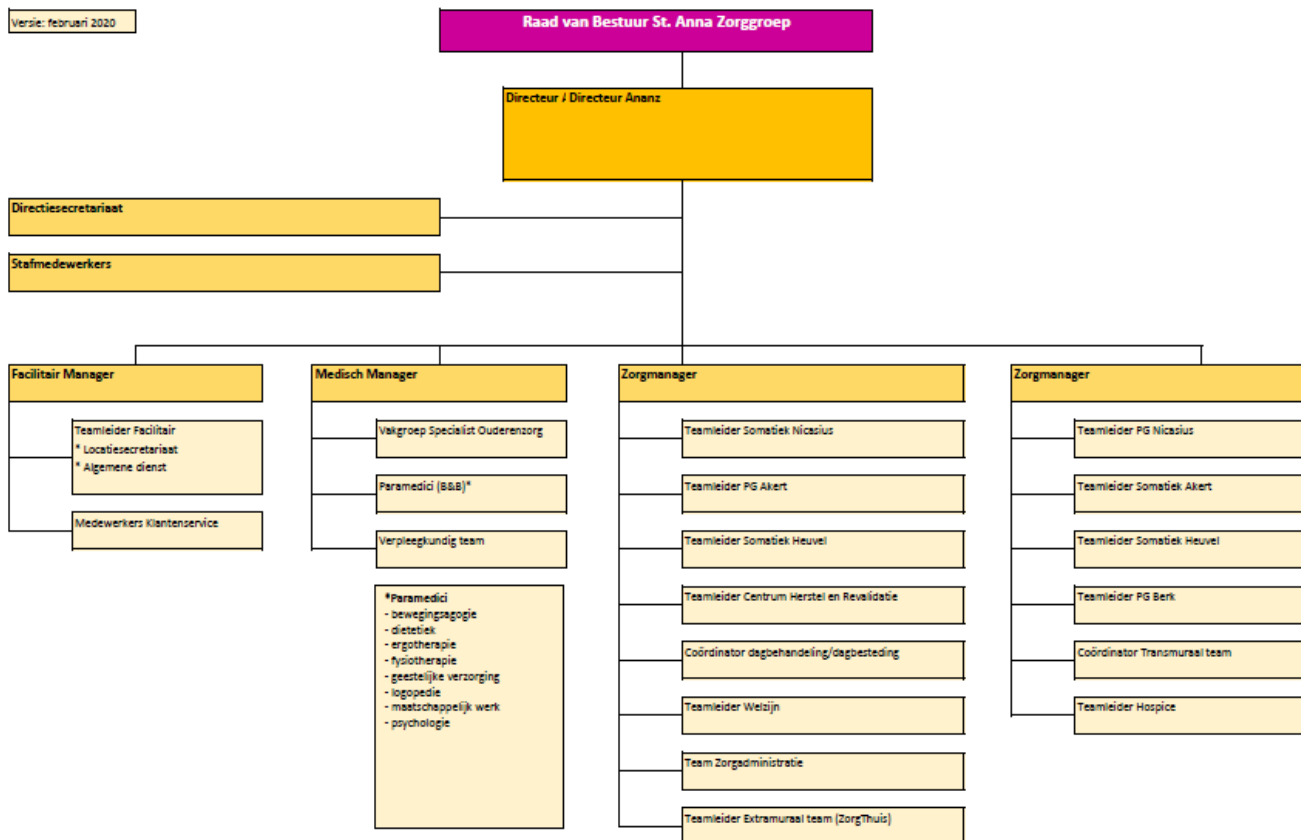 Versie: februari 2020
Raad van Bestuur St. Anna Zorggroep
Directeur / Directeur Ananz
Directiesecretariaat
Stafmedewerkers
Facilitair Manager
Teamleider Facilitair
* Locatiesecretariaat
* Algemene dienst
Medewerkers Klantenservice
Medisch Manager
Vakgroep Specialist Ouderenzorg
Paramedici (B&B)*
Verpleegkundig team
*Paramedici
- bewegingsagogie
- dietetiek
- ergotherapie
- fysiotherapie
- geestelijke verzorging
- logopedie
- maatschappelijk werk
- psychologie
Zorgmanager
Teamleider Somatiek Nicasius
Teamleider PG Akert
Teamleider Somatiek Heuvel
Teamleider Centrum Herstel en Revalidatie
Coördinator dagbehandeling/dagbesteding
Teamleider Welzijn
Team Zorgadministratie
Teamleider Extramuraal team (ZorgThuis)
Zorgmanager
Teamleider PG Nicasius
Teamleider Somatiek Akert
Teamleider Somatiek Heuvel
Teamleider PG Berk
Coördinator Transmuraal team
Teamleider Hospice